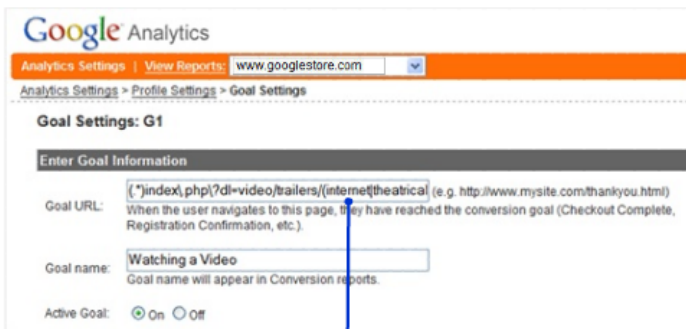 Google Analytics
Analytics Settings | View Reports: www.googlestore.com
Analytics Settings > Profile Settings > Goal Settings
Goal Settings: G1
Enter Goal Information
Goal URL: (.*)index\.php\?dl=video/trailers/(internet|theatrical (e.g. http://www.mysite.com/thankyou.html)
When the user navigates to this page, they have reached the conversion goal (Checkout Complete,
Registration Confirmation, etc.).
Goal name: Watching a Video
Goal name will appear in Conversion reports.
Active Goal: On Off